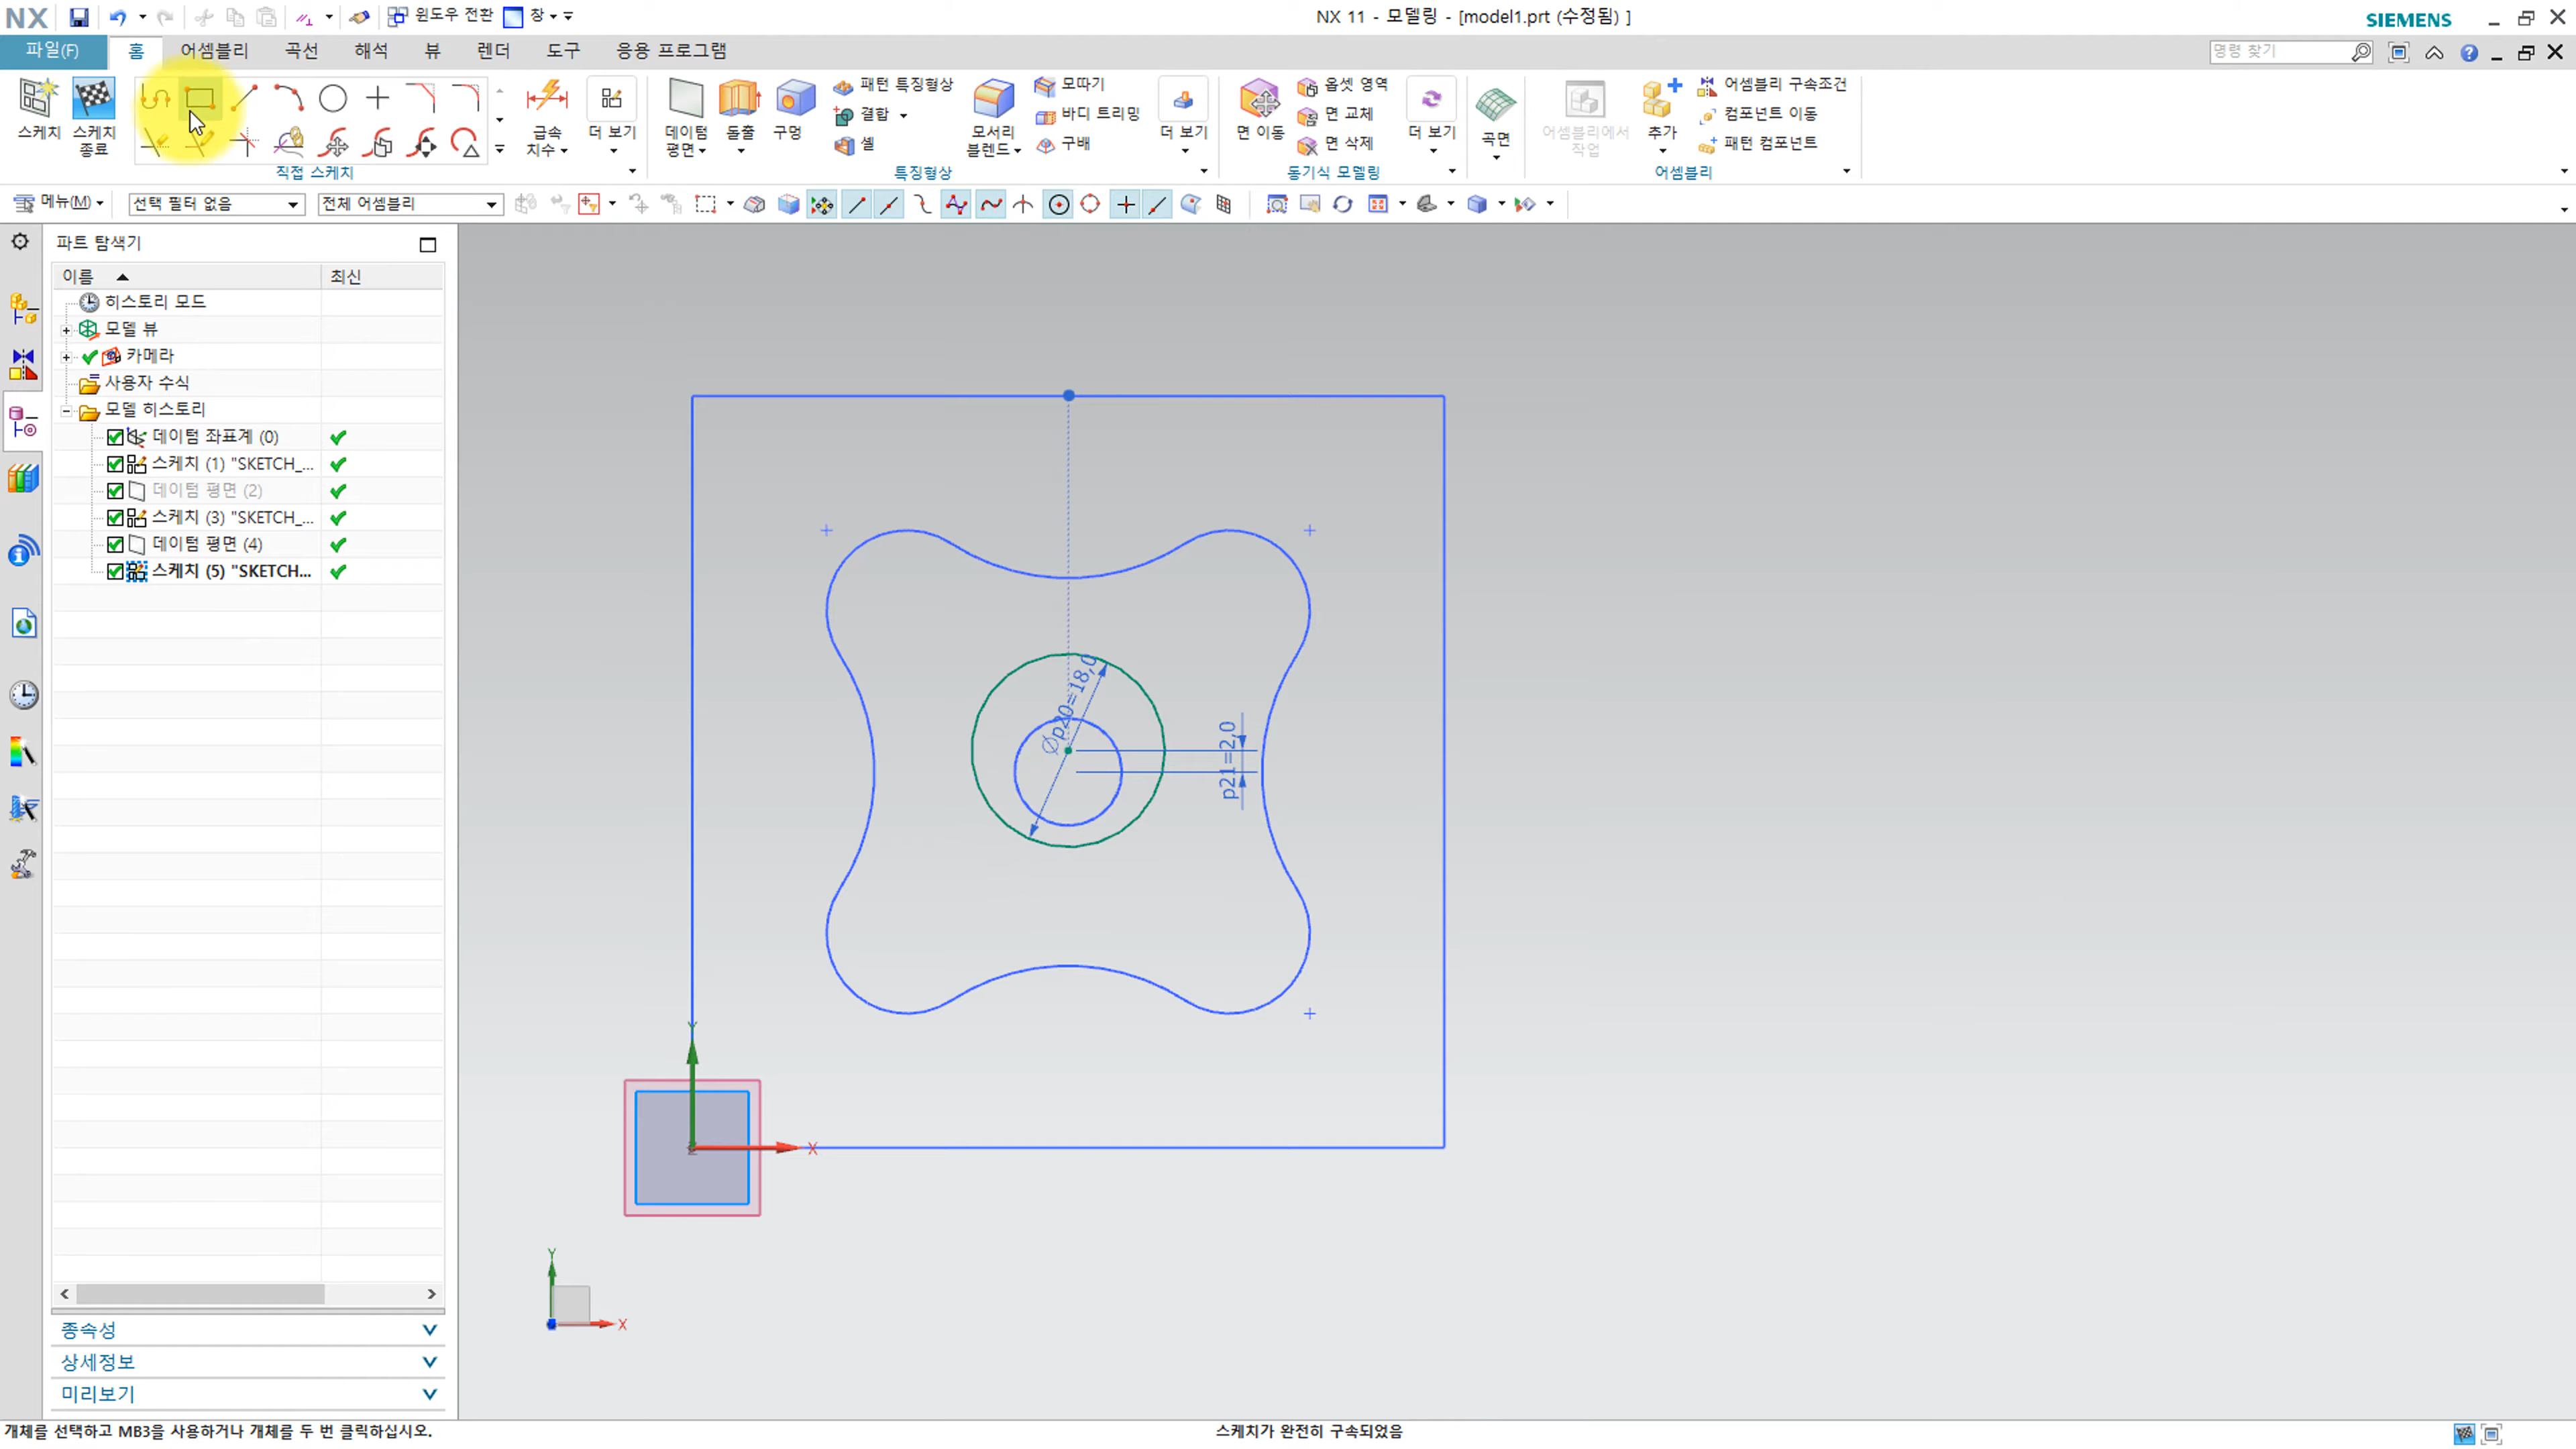 NX
윈도우 전환 창
NX 11 - 모델링 - [model1.prt (수정됨) ]
SIEMENS
파일(F) 홈 어셈블리 곡선 해석 뷰 렌더 도구 응용 프로그램
명령 찾기
스케치
스케치 종료
직접 스케치
급속 치수
더 보기
데이텀 평면
돌출
구멍
패턴 특징형상
결합
셸
모서리 블렌드
모따기
바디 트리밍
구배
더 보기
특징형상
면 이동
옵셋 영역
면 교체
면 삭제
더 보기
동기식 모델링
곡면
어셈블리에서 작업
추가
어셈블리 구속조건
컴포넌트 이동
패턴 컴포넌트
어셈블리
메뉴(M) 선택 필터 없음 전체 어셈블리
파트 탐색기
이름 최신
히스토리 모드
모델 뷰
카메라
사용자 수식
모델 히스토리
데이텀 좌표계 (0)
스케치 (1) "SKETCH_...
데이텀 평면 (2)
스케치 (3) "SKETCH_...
데이텀 평면 (4)
스케치 (5) "SKETCH...
종속성
상세정보
미리보기
Øp20=18,0
p21=2,0
Y
X
Z
Y
X
개체를 선택하고 MB3을 사용하거나 개체를 두 번 클릭하십시오.
스케치가 완전히 구속되었음